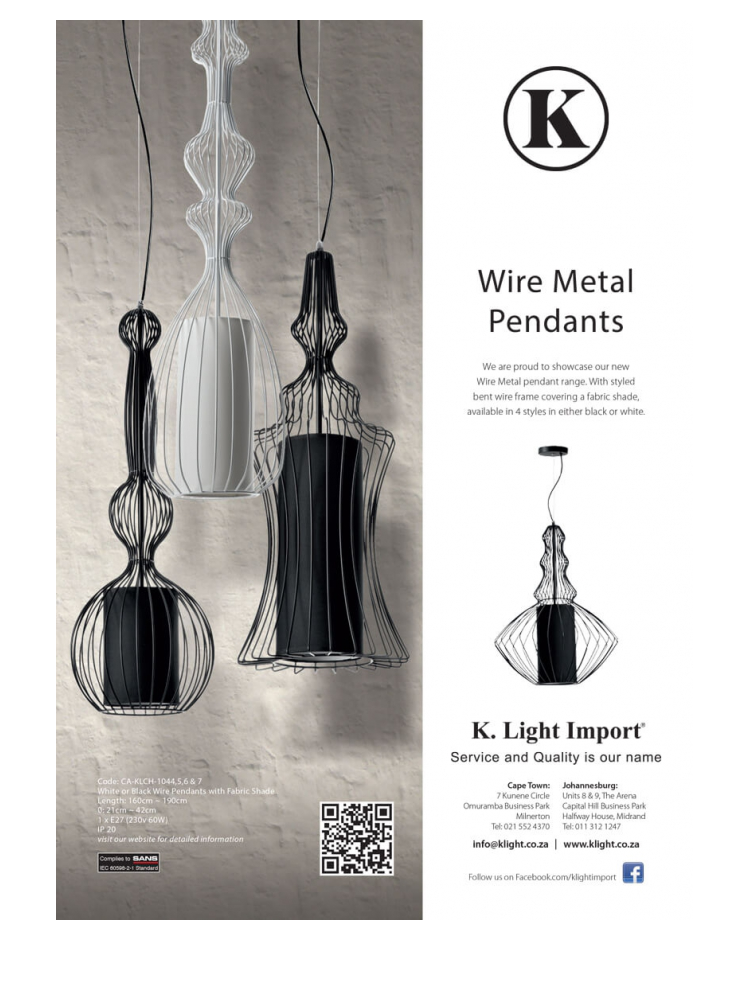 K
Wire Metal
Pendants
We are proud to showcase our new
Wire Metal pendant range. With styled
bent wire frame covering a fabric shade,
available in 4 styles in either black or white.
K. Light Import®
Service and Quality is our name
Cape Town:
7 Kunene Circle
Omuramba Business Park
Milnerton
Tel: 021 552 4370
Johannesburg:
Units 8 & 9, The Arena
Capital Hill Business Park
Halfway House, Midrand
Tel: 011 312 1247
info@klight.co.za | www.klight.co.za
Follow us on Facebook.com/klightimport f
Code: CA-KLCH-1044,5,6 & 7
White or Black Wire Pendants with Fabric Shade
Length: 160cm ~ 190cm
0: 21cm ~ 42cm
1 x E27 (230v 60W)
IP 20
visit our website for detailed information
Complies to SANS
IEC 60598-2-1 Standard